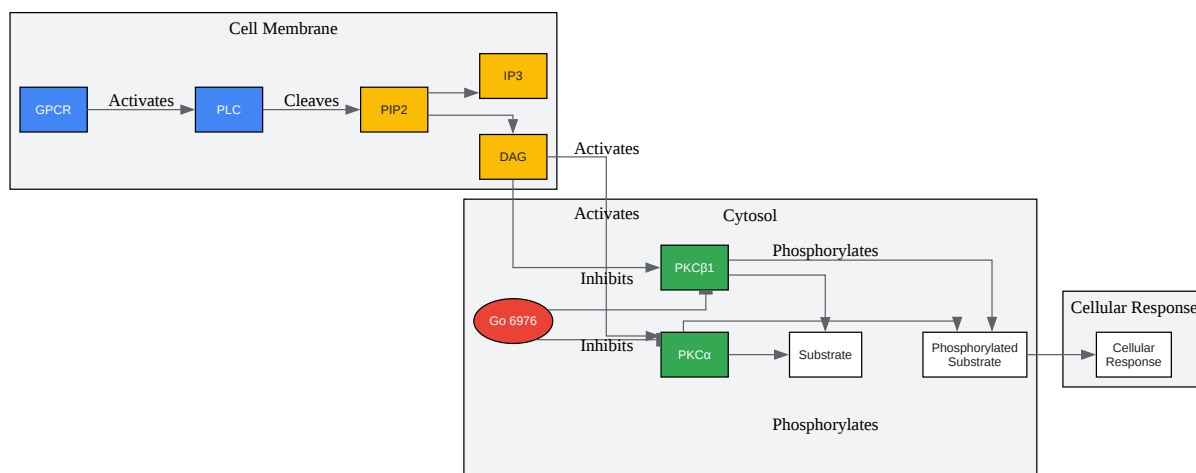 Cell Membrane
IP3
GPCR
Activates
PLC
Cleaves
PIP2
DAG
Activates
Activates
Cytosol
PKCβ1
Phosphorylates
Inhibits
Go 6976
Inhibits
PKCα
Substrate
Phosphorylated
Substrate
Cellular Response
Cellular
Response
Phosphorylates